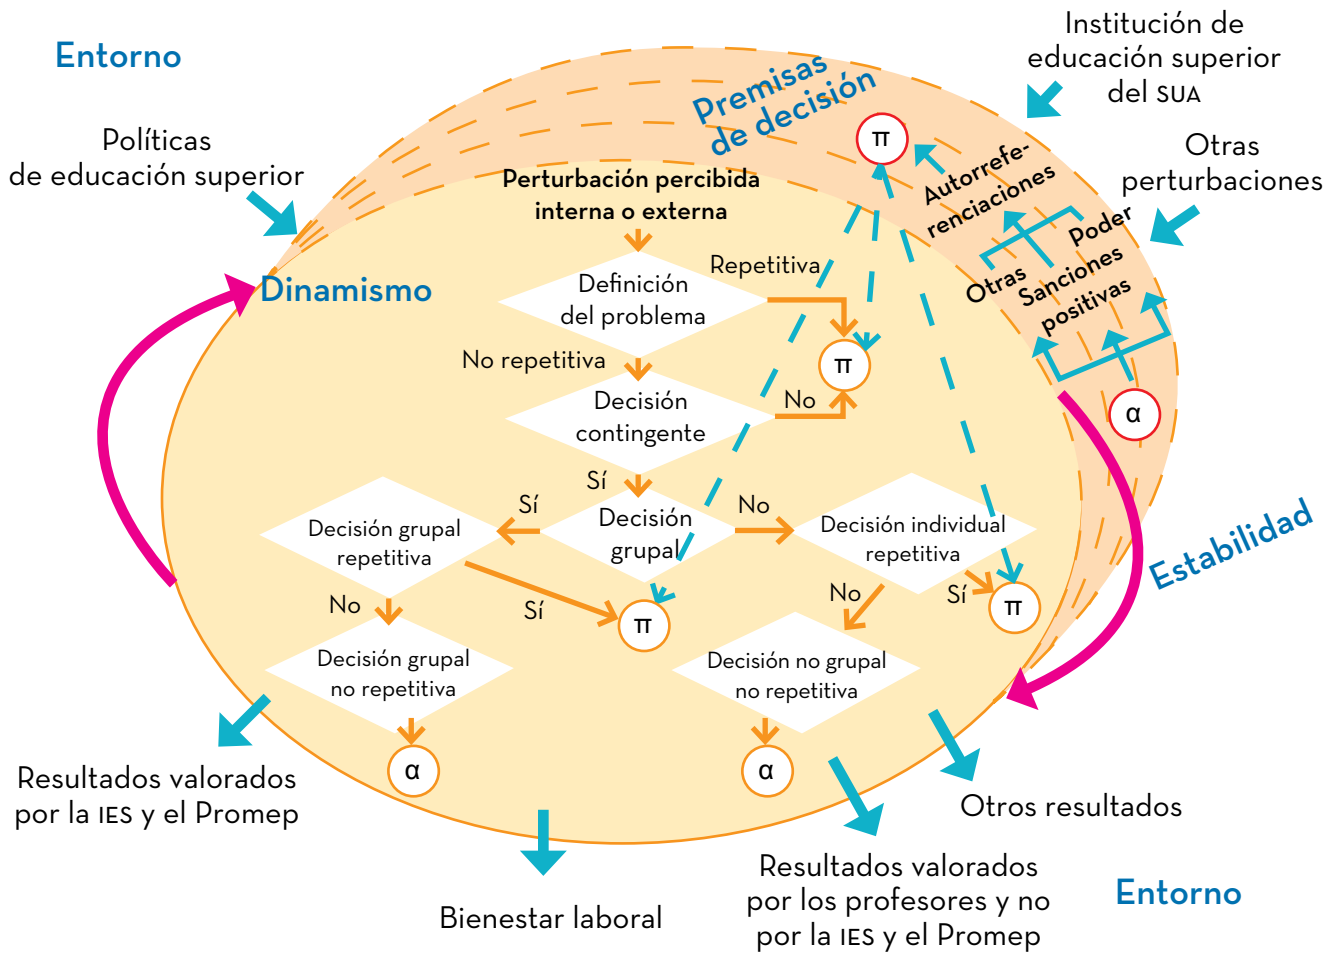 Entorno
Institución de
educación superior
del SUA
Políticas
de educación superior
Otras
perturbaciones
Premisas
de decisión
π
Autorrefe-
renciaciones
Poder
Otras
Sanciones
positivas
α
Perturbación percibida
interna o externa
Dinamismo
Definición
del problema
Repetitiva
No repetitiva
π
Decisión
contingente
No
Sí
Decisión
grupal
Sí
No
Decisión grupal
repetitiva
Decisión individual
repetitiva
Estabilidad
No
Sí
π
No
Sí
π
Decisión grupal
no repetitiva
Decisión no grupal
no repetitiva
α
α
Resultados valorados
por la IES y el Promep
Otros resultados
Bienestar laboral
Resultados valorados
por los profesores y no
por la IES y el Promep
Entorno